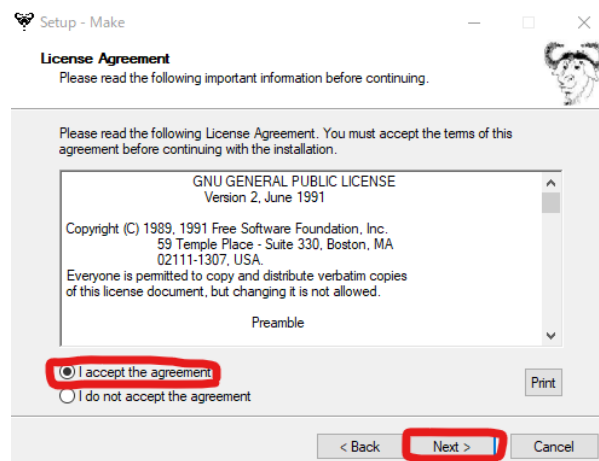 Setup - Make
License Agreement
Please read the following important information before continuing.
Please read the following License Agreement. You must accept the terms of this
agreement before continuing with the installation.
GNU GENERAL PUBLIC LICENSE
Version 2, June 1991
Copyright (C) 1989, 1991 Free Software Foundation, Inc.
59 Temple Place - Suite 330, Boston, MA
02111-1307, USA.
Everyone is permitted to copy and distribute verbatim copies
of this license document, but changing it is not allowed.
Preamble
I accept the agreement
I do not accept the agreement
Print
< Back
Next >
Cancel